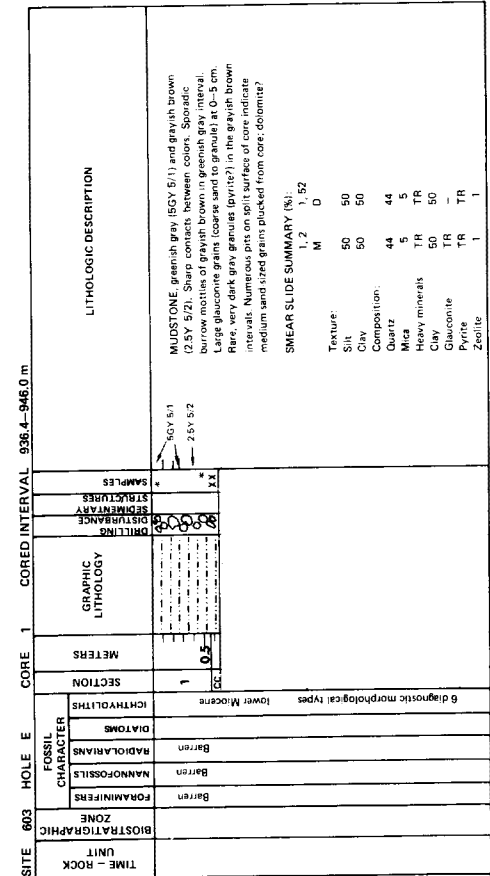 SITE 603 HOLE E CORE 1 CORED INTERVAL 936.4–946.0 m
TIME – ROCK UNIT
BIOSTRATIGRAPHIC ZONE
FOSSIL CHARACTER
FORAMINIFERS
NANNOFOSSILS
RADIOLARIANS
DIATOMS
ICHTHYOLITHS
SECTION
METERS
GRAPHIC LITHOLOGY
DRILLING DISTURBANCE
SEDIMENTARY STRUCTURES
SAMPLES
LITHOLOGIC DESCRIPTION
Barren
Barren
Barren
6 diagnostic morphological types lower Miocene
1
CC
0.5
*
*
XX
5GY 5/1
2.5Y 5/2
MUDSTONE, greenish gray (5GY 5/1) and grayish brown
(2.5Y 5/2). Sharp contacts between colors. Sporadic
burrow mottles of grayish brown in greenish gray interval.
Large glauconite grains (coarse sand to granule) at 0–5 cm.
Rare, very dark gray granules (pyrite?) in the grayish brown
intervals. Numerous pits on split surface of core indicate
medium sand sized grains plucked from core; dolomite?
SMEAR SLIDE SUMMARY (%):
1, 2 1, 52
M D
Texture:
Silt 50 50
Clay 50 50
Composition:
Quartz 44 44
Mica 5 5
Heavy minerals TR TR
Clay 50 50
Glauconite TR –
Pyrite TR TR
Zeolite 1 1